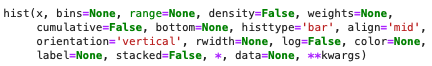 hist(x, bins=None, range=None, density=False, weights=None,
cumulative=False, bottom=None, histtype='bar', align='mid',
orientation='vertical', rwidth=None, log=False, color=None,
label=None, stacked=False, *, data=None, **kwargs)